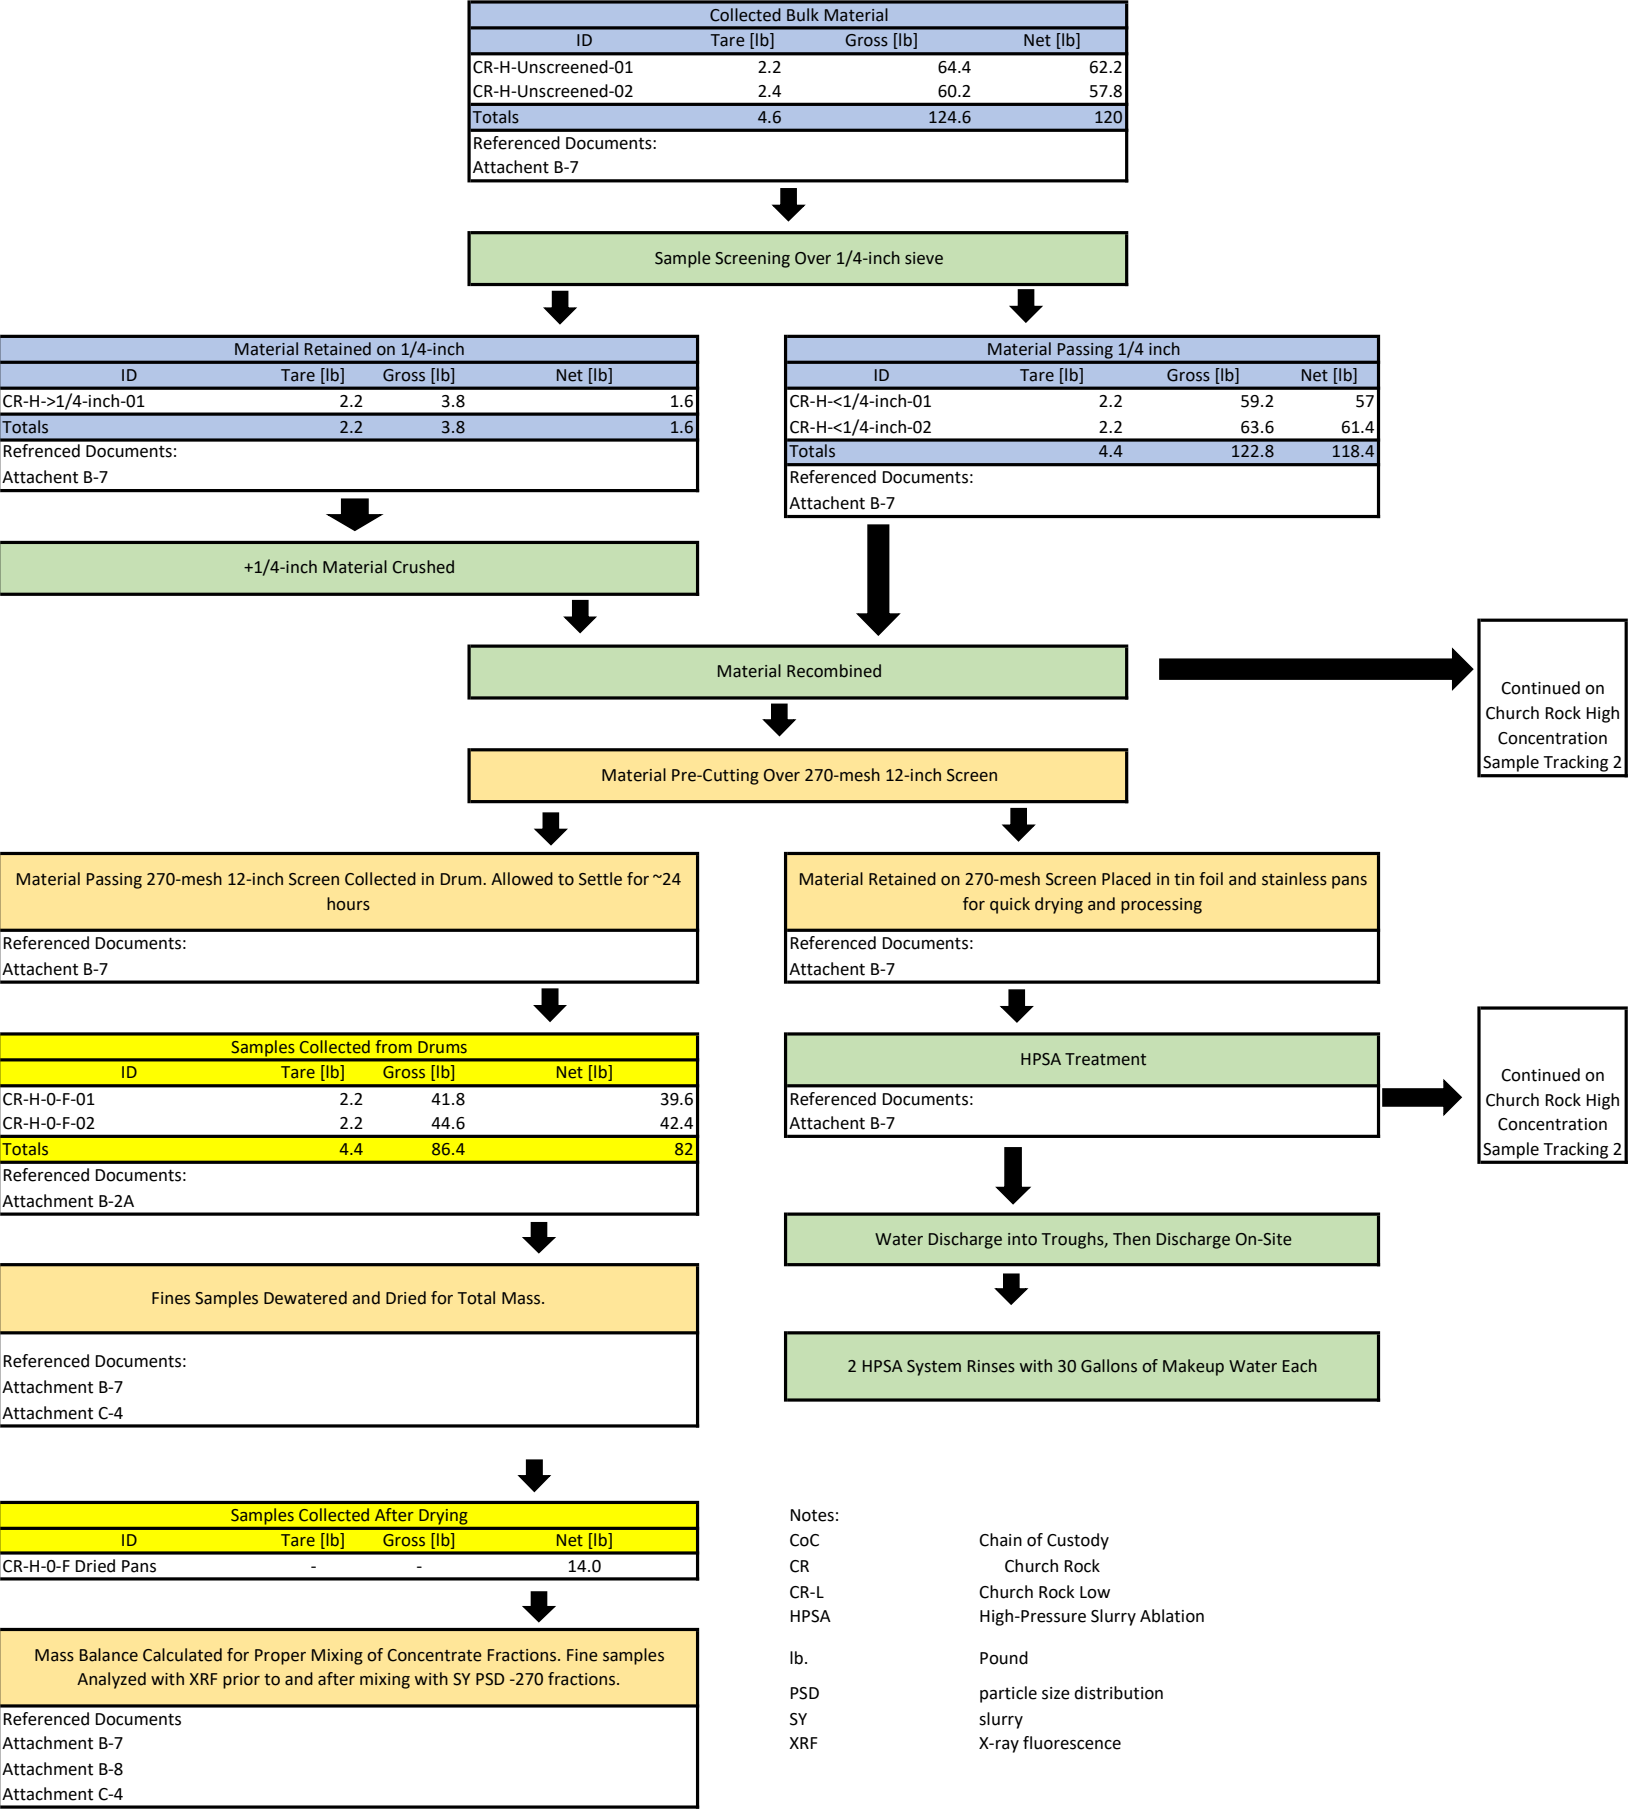 Collected Bulk Material
ID Tare [lb] Gross [lb] Net [lb]
CR-H-Unscreened-01 2.2 64.4 62.2
CR-H-Unscreened-02 2.4 60.2 57.8
Totals 4.6 124.6 120
Referenced Documents:
Attachent B-7
Sample Screening Over 1/4-inch sieve
Material Retained on 1/4-inch
ID Tare [lb] Gross [lb] Net [lb]
CR-H->1/4-inch-01 2.2 3.8 1.6
Totals 2.2 3.8 1.6
Refrenced Documents:
Attachent B-7
Material Passing 1/4 inch
ID Tare [lb] Gross [lb] Net [lb]
CR-H-<1/4-inch-01 2.2 59.2 57
CR-H-<1/4-inch-02 2.2 63.6 61.4
Totals 4.4 122.8 118.4
Referenced Documents:
Attachent B-7
+1/4-inch Material Crushed
Material Recombined
Continued on
Church Rock High
Concentration
Sample Tracking 2
Material Pre-Cutting Over 270-mesh 12-inch Screen
Material Passing 270-mesh 12-inch Screen Collected in Drum. Allowed to Settle for ~24
hours
Referenced Documents:
Attachent B-7
Material Retained on 270-mesh Screen Placed in tin foil and stainless pans
for quick drying and processing
Referenced Documents:
Attachent B-7
Samples Collected from Drums
ID Tare [lb] Gross [lb] Net [lb]
CR-H-0-F-01 2.2 41.8 39.6
CR-H-0-F-02 2.2 44.6 42.4
Totals 4.4 86.4 82
Referenced Documents:
Attachment B-2A
HPSA Treatment
Referenced Documents:
Attachent B-7
Continued on
Church Rock High
Concentration
Sample Tracking 2
Water Discharge into Troughs, Then Discharge On-Site
Fines Samples Dewatered and Dried for Total Mass.
Referenced Documents:
Attachment B-7
Attachment C-4
2 HPSA System Rinses with 30 Gallons of Makeup Water Each
Samples Collected After Drying
ID Tare [lb] Gross [lb] Net [lb]
CR-H-0-F Dried Pans - - 14.0
Mass Balance Calculated for Proper Mixing of Concentrate Fractions. Fine samples
Analyzed with XRF prior to and after mixing with SY PSD -270 fractions.
Referenced Documents
Attachment B-7
Attachment B-8
Attachment C-4
Notes:
CoC Chain of Custody
CR Church Rock
CR-L Church Rock Low
HPSA High-Pressure Slurry Ablation
lb. Pound
PSD particle size distribution
SY slurry
XRF X-ray fluorescence